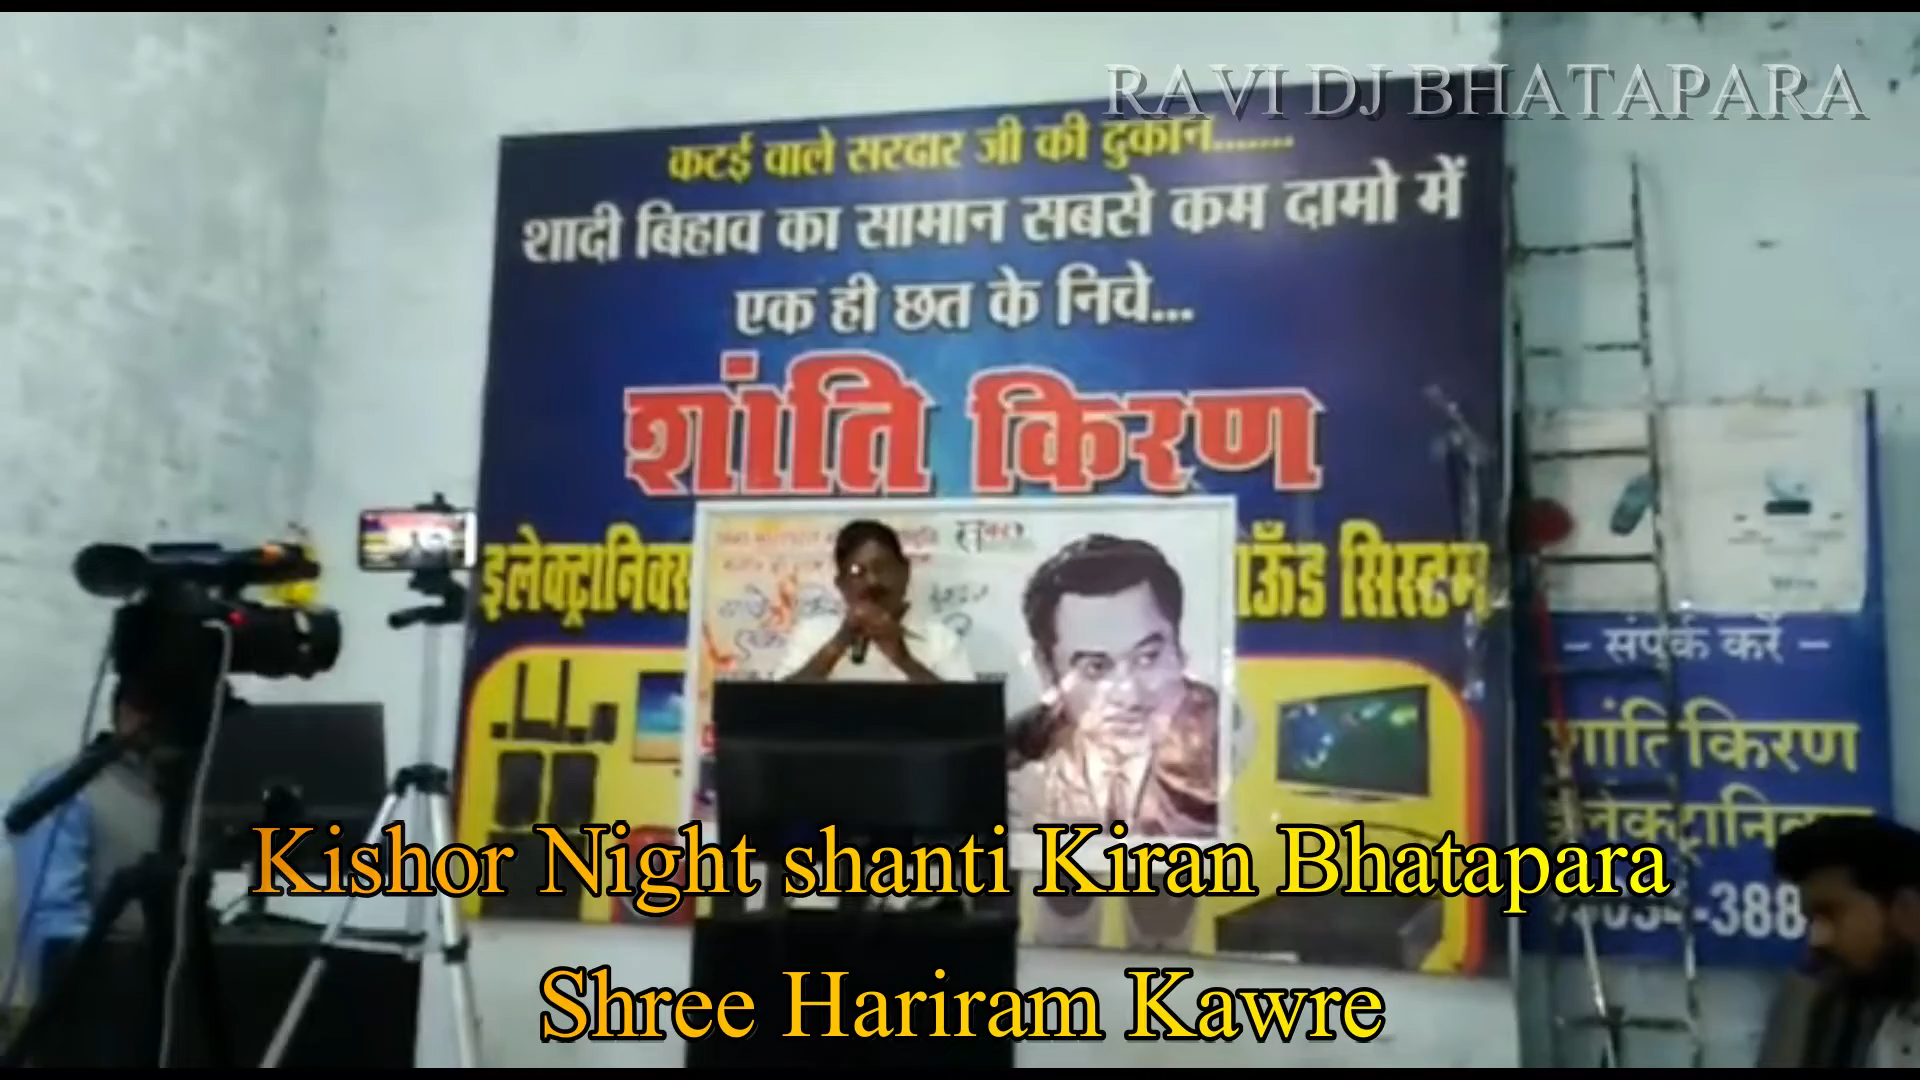 RAVI DJ BHATAPARA
कटई वाले सरदार जी की दुकान.......
शादी बिहाव का सामान सबसे कम दामो में
एक ही छत के निचे...
शांति किरण
इलेक्ट्रानिक्स
सिस्टम
– संपर्क करें –
शांति किरण
Kishor Night shanti Kiran Bhatapara
Shree Hariram Kawre